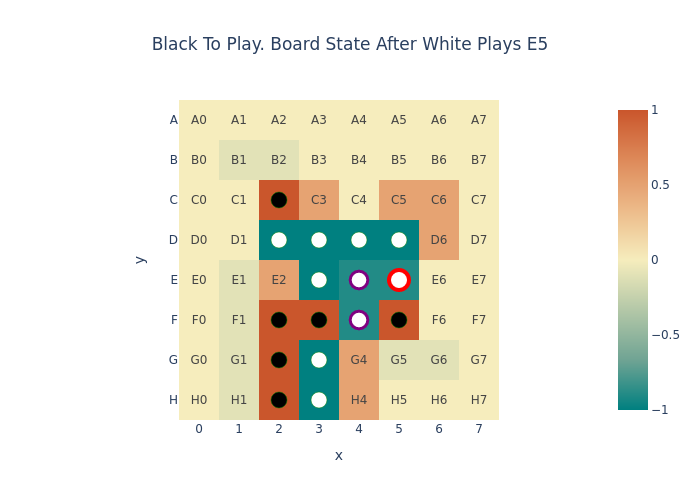 Black To Play. Board State After White Plays E5
A A0 A1 A2 A3 A4 A5 A6 A7
B B0 B1 B2 B3 B4 B5 B6 B7
C C0 C1 C3 C4 C5 C6 C7
D D0 D1 D6 D7
E E0 E1 E2 E6 E7
F F0 F1 F6 F7
G G0 G1 G4 G5 G6 G7
H H0 H1 H4 H5 H6 H7
0 1 2 3 4 5 6 7
x
y
1
0.5
0
−0.5
−1